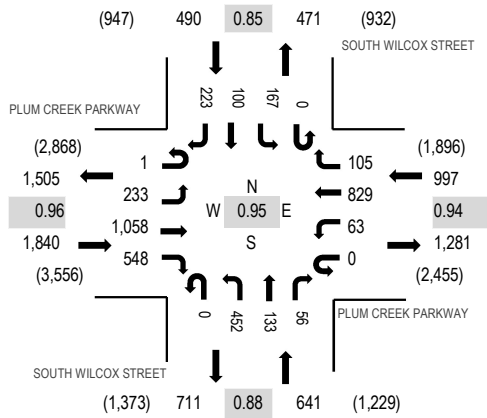 (947) 490 0.85 471 (932)
SOUTH WILCOX STREET
223 100 167 0
PLUM CREEK PARKWAY
(2,868) (1,896)
1 105
1,505 997
233 N 829
0.96 W 0.95 E 0.94
1,058 63
1,840 S 1,281
548 0
(3,556) (2,455)
0 452 133 56
PLUM CREEK PARKWAY
SOUTH WILCOX STREET
(1,373) 711 0.88 641 (1,229)